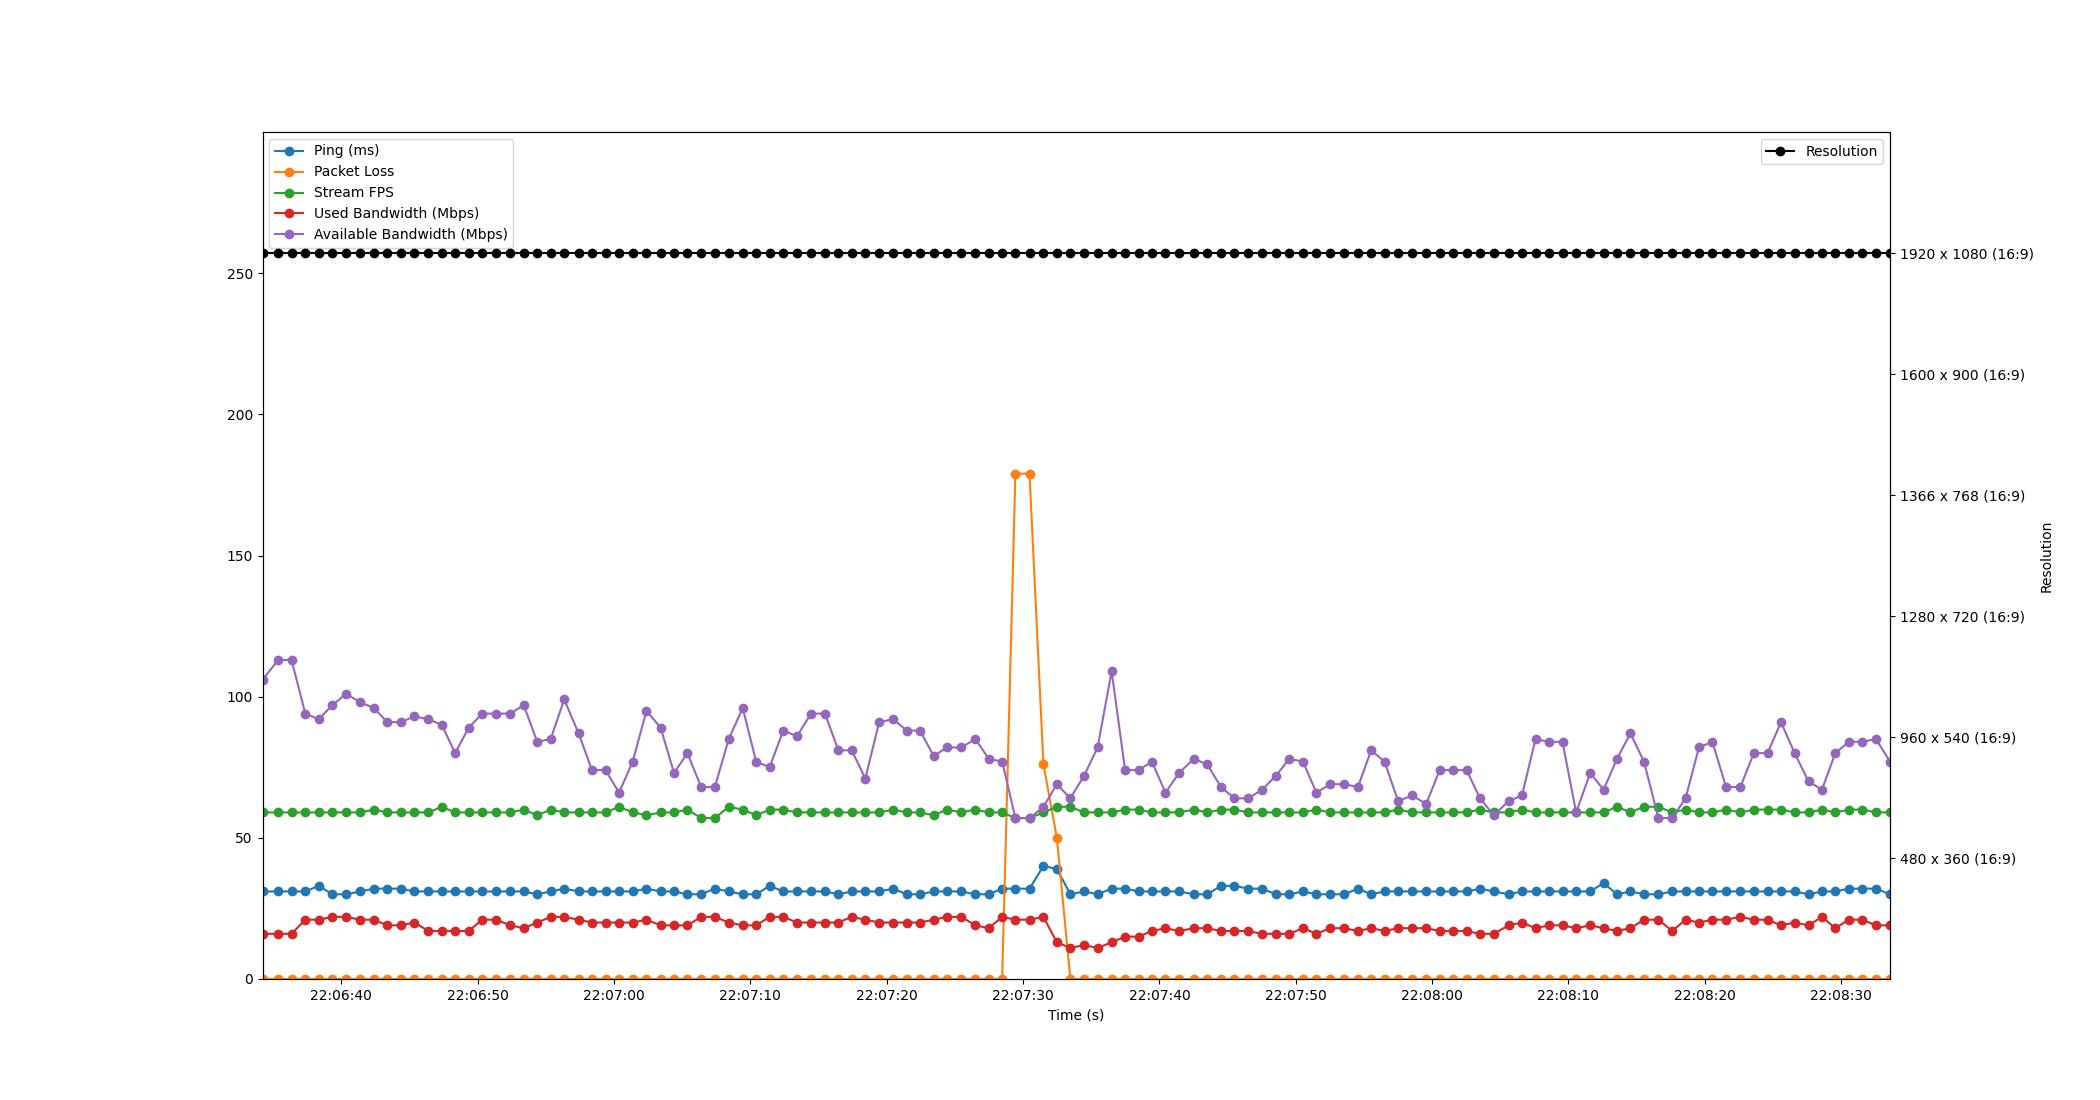 Ping (ms)
Packet Loss
Stream FPS
Used Bandwidth (Mbps)
Available Bandwidth (Mbps)
Resolution
250
200
150
100
50
0
1920 x 1080 (16:9)
1600 x 900 (16:9)
1366 x 768 (16:9)
1280 x 720 (16:9)
960 x 540 (16:9)
480 x 360 (16:9)
Resolution
22:06:40 22:06:50 22:07:00 22:07:10 22:07:20 22:07:30 22:07:40 22:07:50 22:08:00 22:08:10 22:08:20 22:08:30
Time (s)